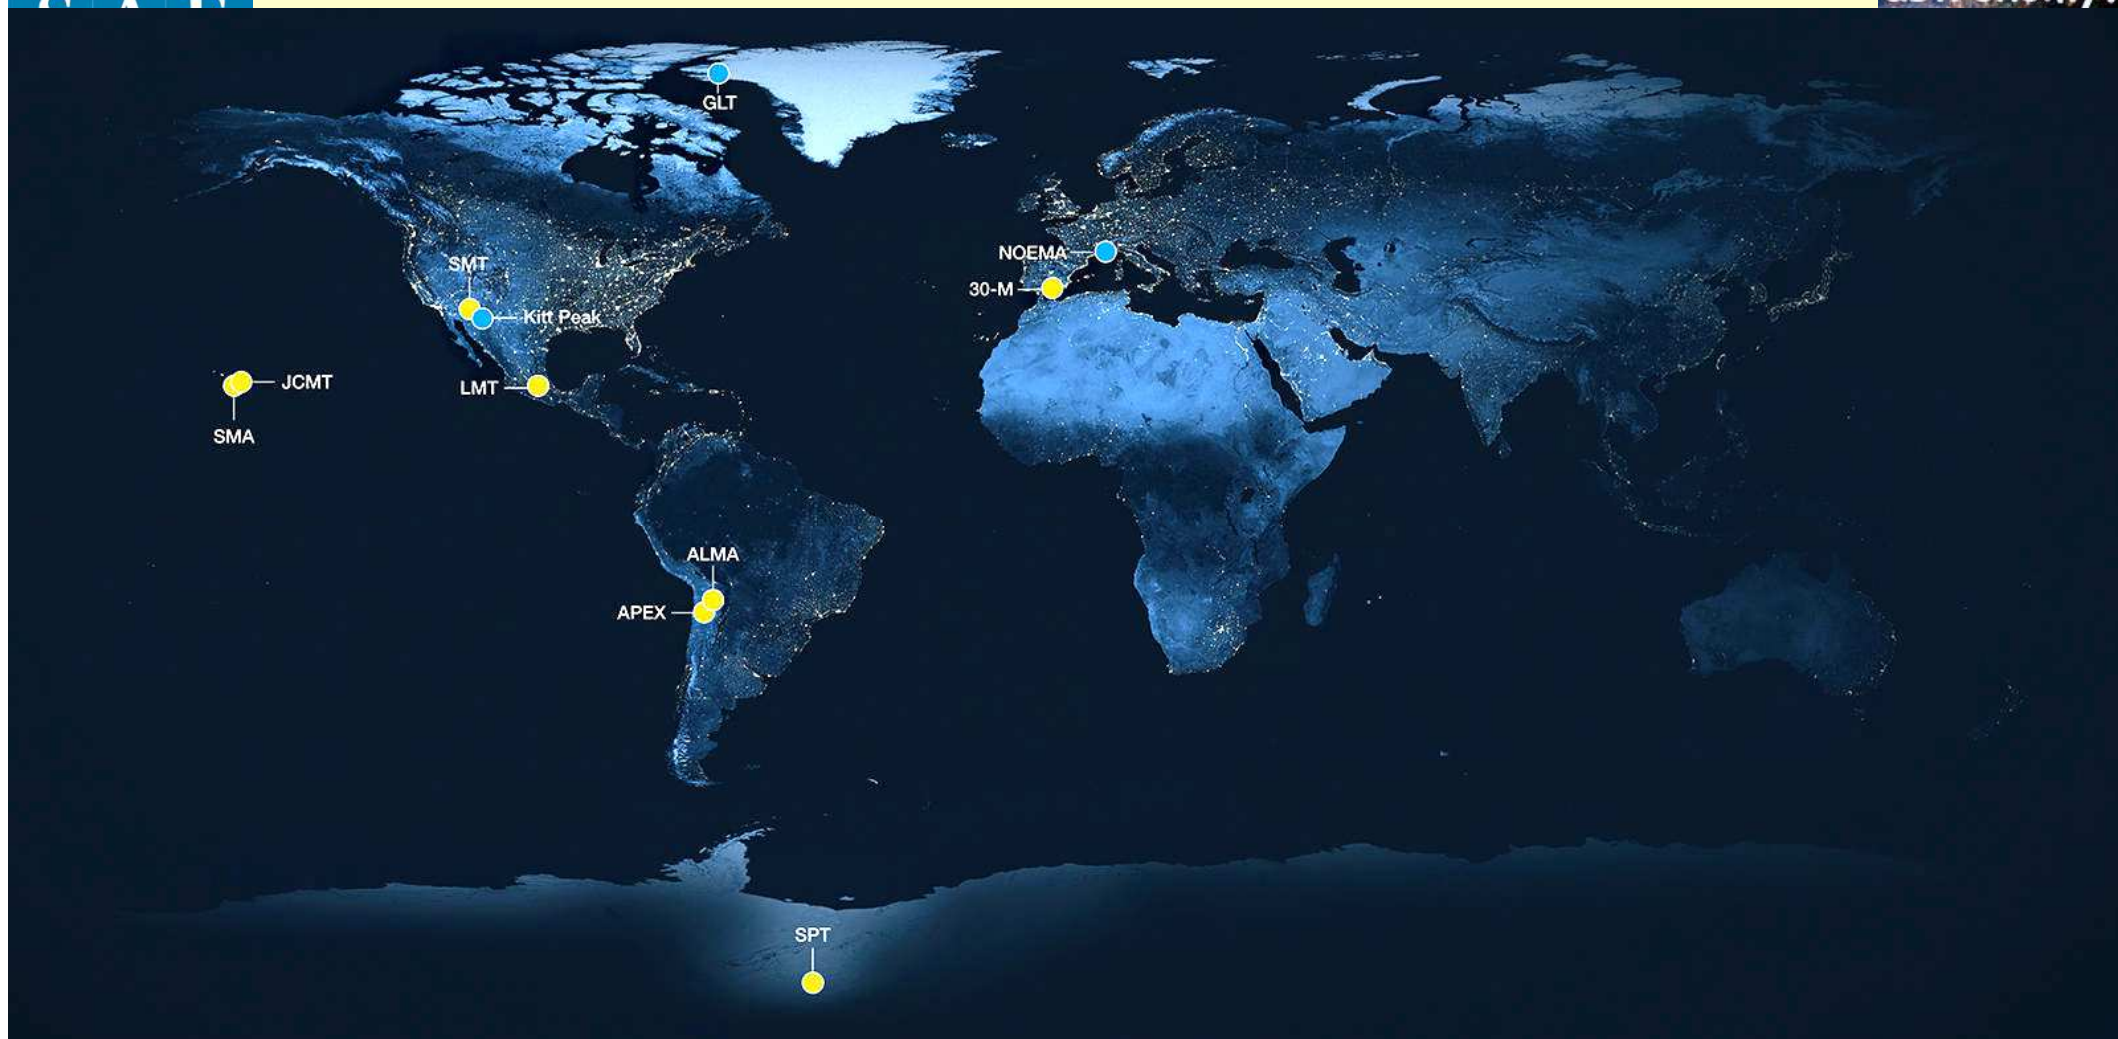 GLT
NOEMA
SMT
30-M
Kitt Peak
JCMT
LMT
SMA
ALMA
APEX
SPT